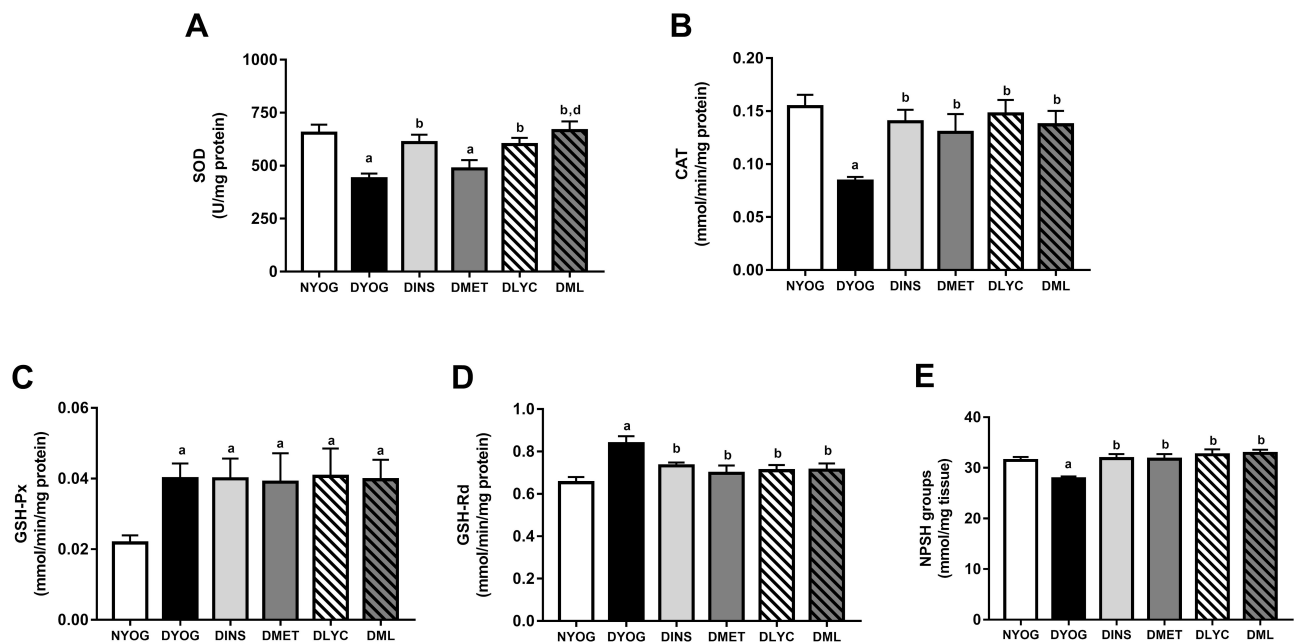 A
SOD
(U/mg protein)
1000
750
500
250
0
a
b
a
b
b,d
NYOG DYOG DINS DMET DLYC DML
B
CAT
(mmol/min/mg protein)
0.20
0.15
0.10
0.05
0.00
a
b
b
b
b
NYOG DYOG DINS DMET DLYC DML
C
GSH-Px
(mmol/min/mg protein)
0.06
0.04
0.02
0.00
a
a
a
a
a
NYOG DYOG DINS DMET DLYC DML
D
GSH-Rd
(mmol/min/mg protein)
1.0
0.8
0.6
0.4
0.2
0.0
a
b
b
b
b
NYOG DYOG DINS DMET DLYC DML
E
NPSH groups
(mmol/mg tissue)
40
30
20
10
0
a
b
b
b
b
NYOG DYOG DINS DMET DLYC DML